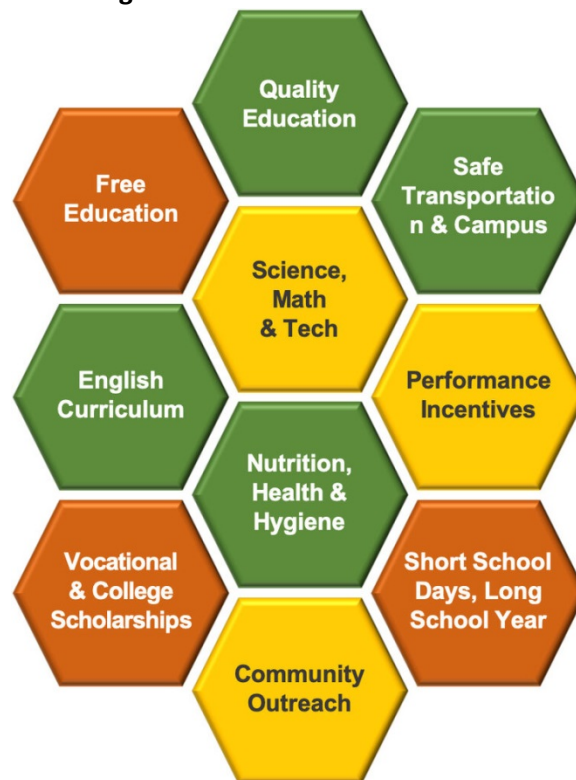 Quality
Education
Free
Education
Safe
Transportatio
n & Campus
Science,
Math
& Tech
English
Curriculum
Performance
Incentives
Nutrition,
Health &
Hygiene
Vocational
& College
Scholarships
Short School
Days, Long
School Year
Community
Outreach